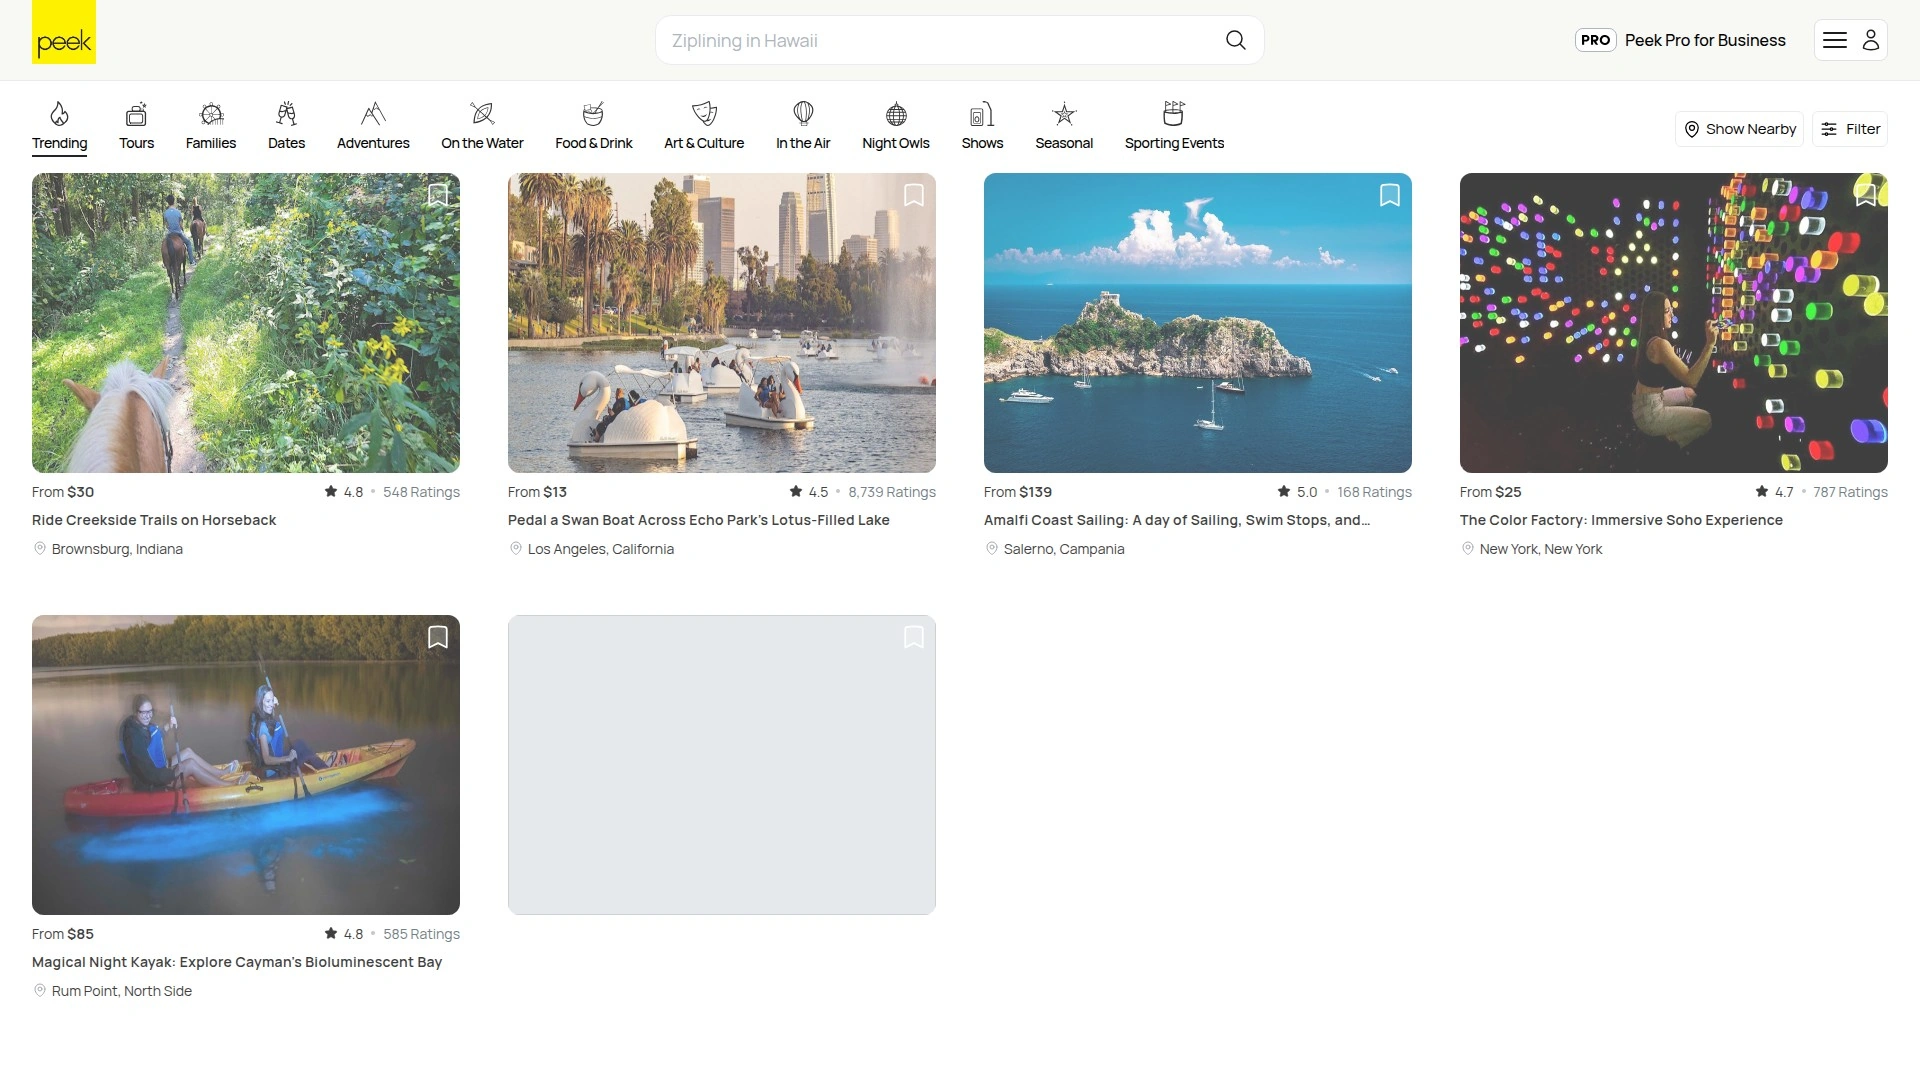 peek
Ziplining in Hawaii
PRO Peek Pro for Business
Trending Tours Families Dates Adventures On the Water Food & Drink Art & Culture In the Air Night Owls Shows Seasonal Sporting Events Show Nearby Filter
From $30 4.8 • 548 Ratings
Ride Creekside Trails on Horseback
Brownsburg, Indiana
From $13 4.5 • 8,739 Ratings
Pedal a Swan Boat Across Echo Park's Lotus-Filled Lake
Los Angeles, California
From $139 5.0 • 168 Ratings
Amalfi Coast Sailing: A day of Sailing, Swim Stops, and...
Salerno, Campania
From $25 4.7 • 787 Ratings
The Color Factory: Immersive Soho Experience
New York, New York
From $85 4.8 • 585 Ratings
Magical Night Kayak: Explore Cayman's Bioluminescent Bay
Rum Point, North Side